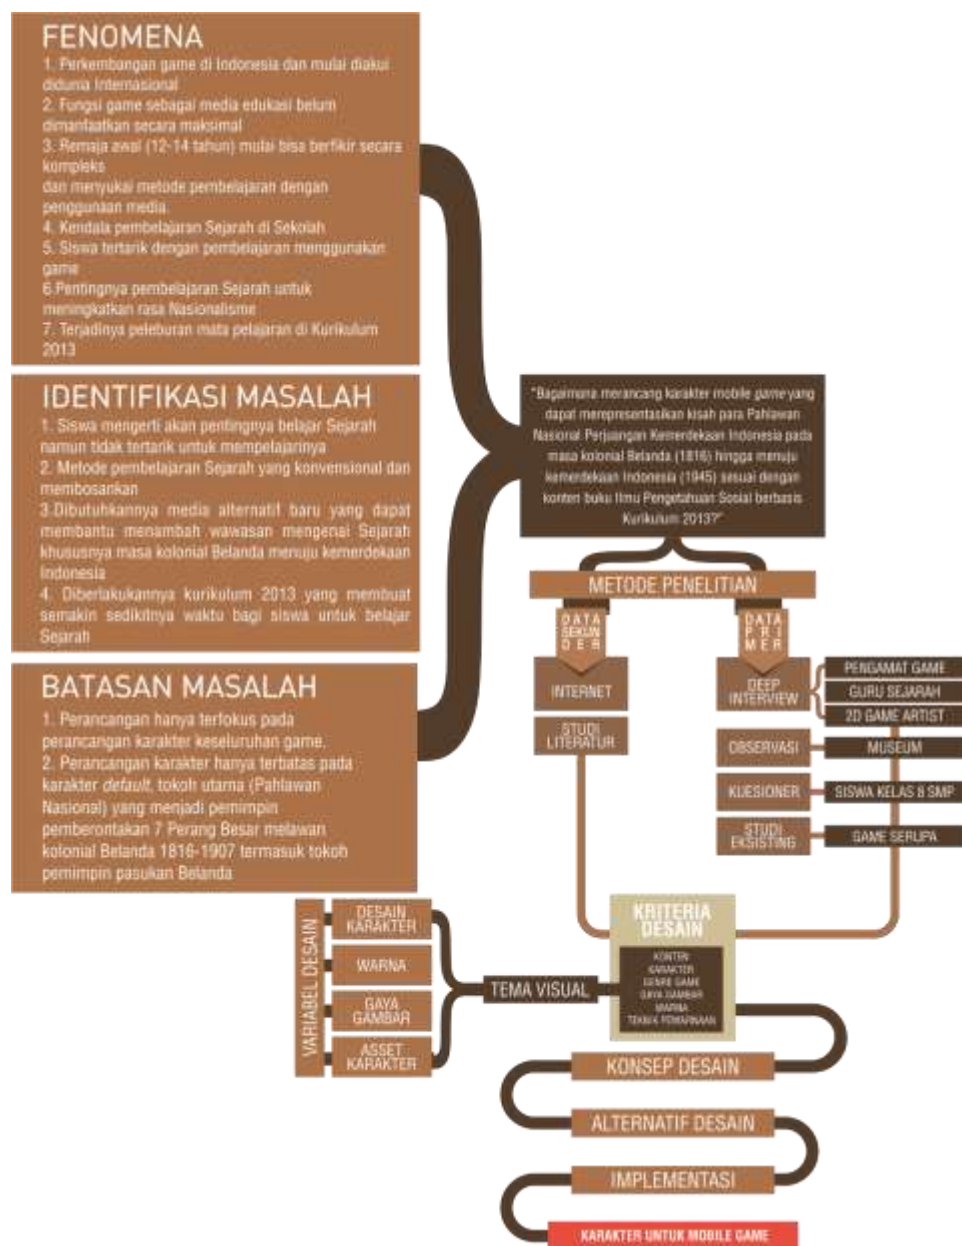 FENOMENA
1. Perkembangan game di Indonesia dan mulai diakui
didunia Internasional
2. Fungsi game sebagai media edukasi belum
dimanfaatkan secara maksimal
3. Remaja awal (12-14 tahun) mulai bisa berfikir secara
kompleks
dan menyukai metode pembelajaran dengan
penggunaan media.
4. Kendala pembelajaran Sejarah di Sekolah
5. Siswa tertarik dengan pembelajaran menggunakan
game
6.Pentingnya pembelajaran Sejarah untuk
meningkatkan rasa Nasionalisme
7. Terjadinya peleburan mata pelajaran di Kurikulum
2013
IDENTIFIKASI MASALAH
1. Siswa mengerti akan pentingnya belajar Sejarah
namun tidak tertarik untuk mempelajarinya
2. Metode pembelajaran Sejarah yang konvensional dan
membosankan
3.Dibutuhkannya media alternatif baru yang dapat
membantu menambah wawasan mengenai Sejarah
khususnya masa kolonial Belanda menuju kemerdekaan
Indonesia
4. Diberlakukannya kurikulum 2013 yang membuat
semakin sedikitnya waktu bagi siswa untuk belajar
Sejarah
BATASAN MASALAH
1. Perancangan hanya terfokus pada
perancangan karakter keseluruhan game.
2. Perancangan karakter hanya terbatas pada
karakter default, tokoh utama (Pahlawan
Nasional) yang menjadi pemimpin
pemberontakan 7 Perang Besar melawan
kolonial Belanda 1816-1907 termasuk tokoh
pemimpin pasukan Belanda
"Bagaimana merancang karakter mobile game yang
dapat merepresentasikan kisah para Pahlawan
Nasional Perjuangan Kemerdekaan Indonesia pada
masa kolonial Belanda (1816) hingga menuju
kemerdekaan Indonesia (1945) sesuai dengan
konten buku Ilmu Pengetahuan Sosial berbasis
Kurikulum 2013?"
METODE PENELITIAN
DATA
SEKUN
DER
DATA
PRI
MER
INTERNET
STUDI
LITERATUR
DEEP
INTERVIEW
PENGAMAT GAME
GURU SEJARAH
2D GAME ARTIST
OBSERVASI
MUSEUM
KUESIONER
SISWA KELAS 8 SMP
STUDI
EKSISTING
GAME SERUPA
KRITERIA
DESAIN
KONTEN
KARAKTER
GENRE GAME
GAYA GAMBAR
WARNA
TEKNIK PEWARNAAN
TEMA VISUAL
VARIABEL DESAIN
DESAIN
KARAKTER
WARNA
GAYA
GAMBAR
ASSET
KARAKTER
KONSEP DESAIN
ALTERNATIF DESAIN
IMPLEMENTASI
KARAKTER UNTUK MOBILE GAME